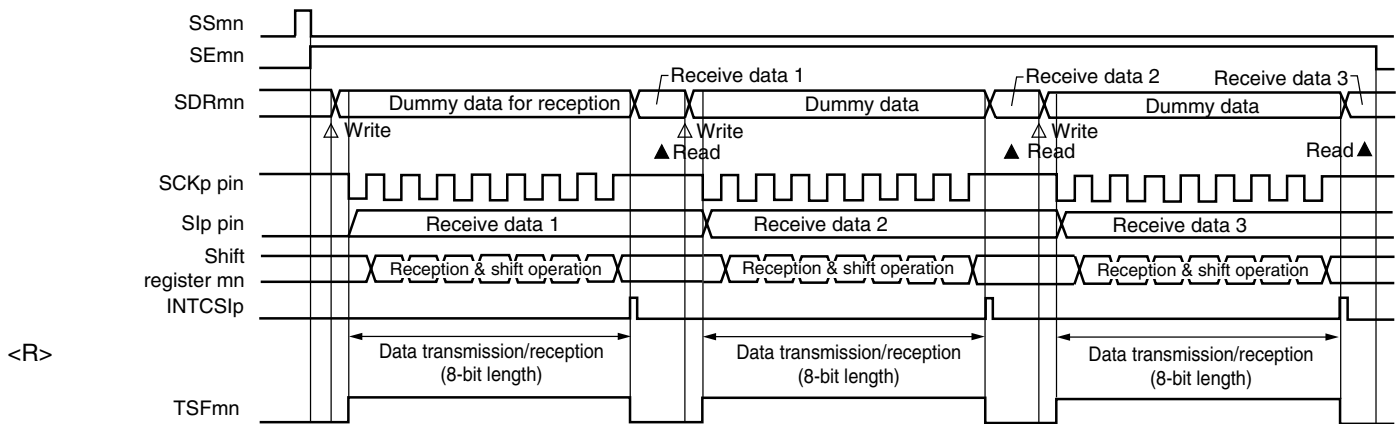 SSmn
SEmn
Receive data 1
Receive data 2
Receive data 3
SDRmn
Dummy data for reception
Dummy data
Dummy data
Write
Write
Write
Read
Read
Read
SCKp pin
SIp pin
Receive data 1
Receive data 2
Receive data 3
Shift
register mn
Reception & shift operation
Reception & shift operation
Reception & shift operation
INTCSIp
<R>
Data transmission/reception
(8-bit length)
Data transmission/reception
(8-bit length)
Data transmission/reception
(8-bit length)
TSFmn